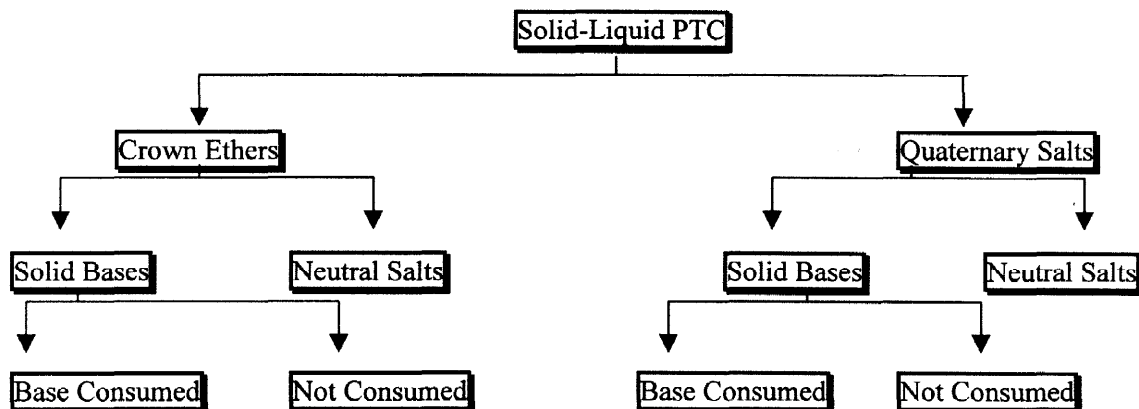 Solid-Liquid PTC
Crown Ethers
Quaternary Salts
Solid Bases
Neutral Salts
Solid Bases
Neutral Salts
Base Consumed
Not Consumed
Base Consumed
Not Consumed